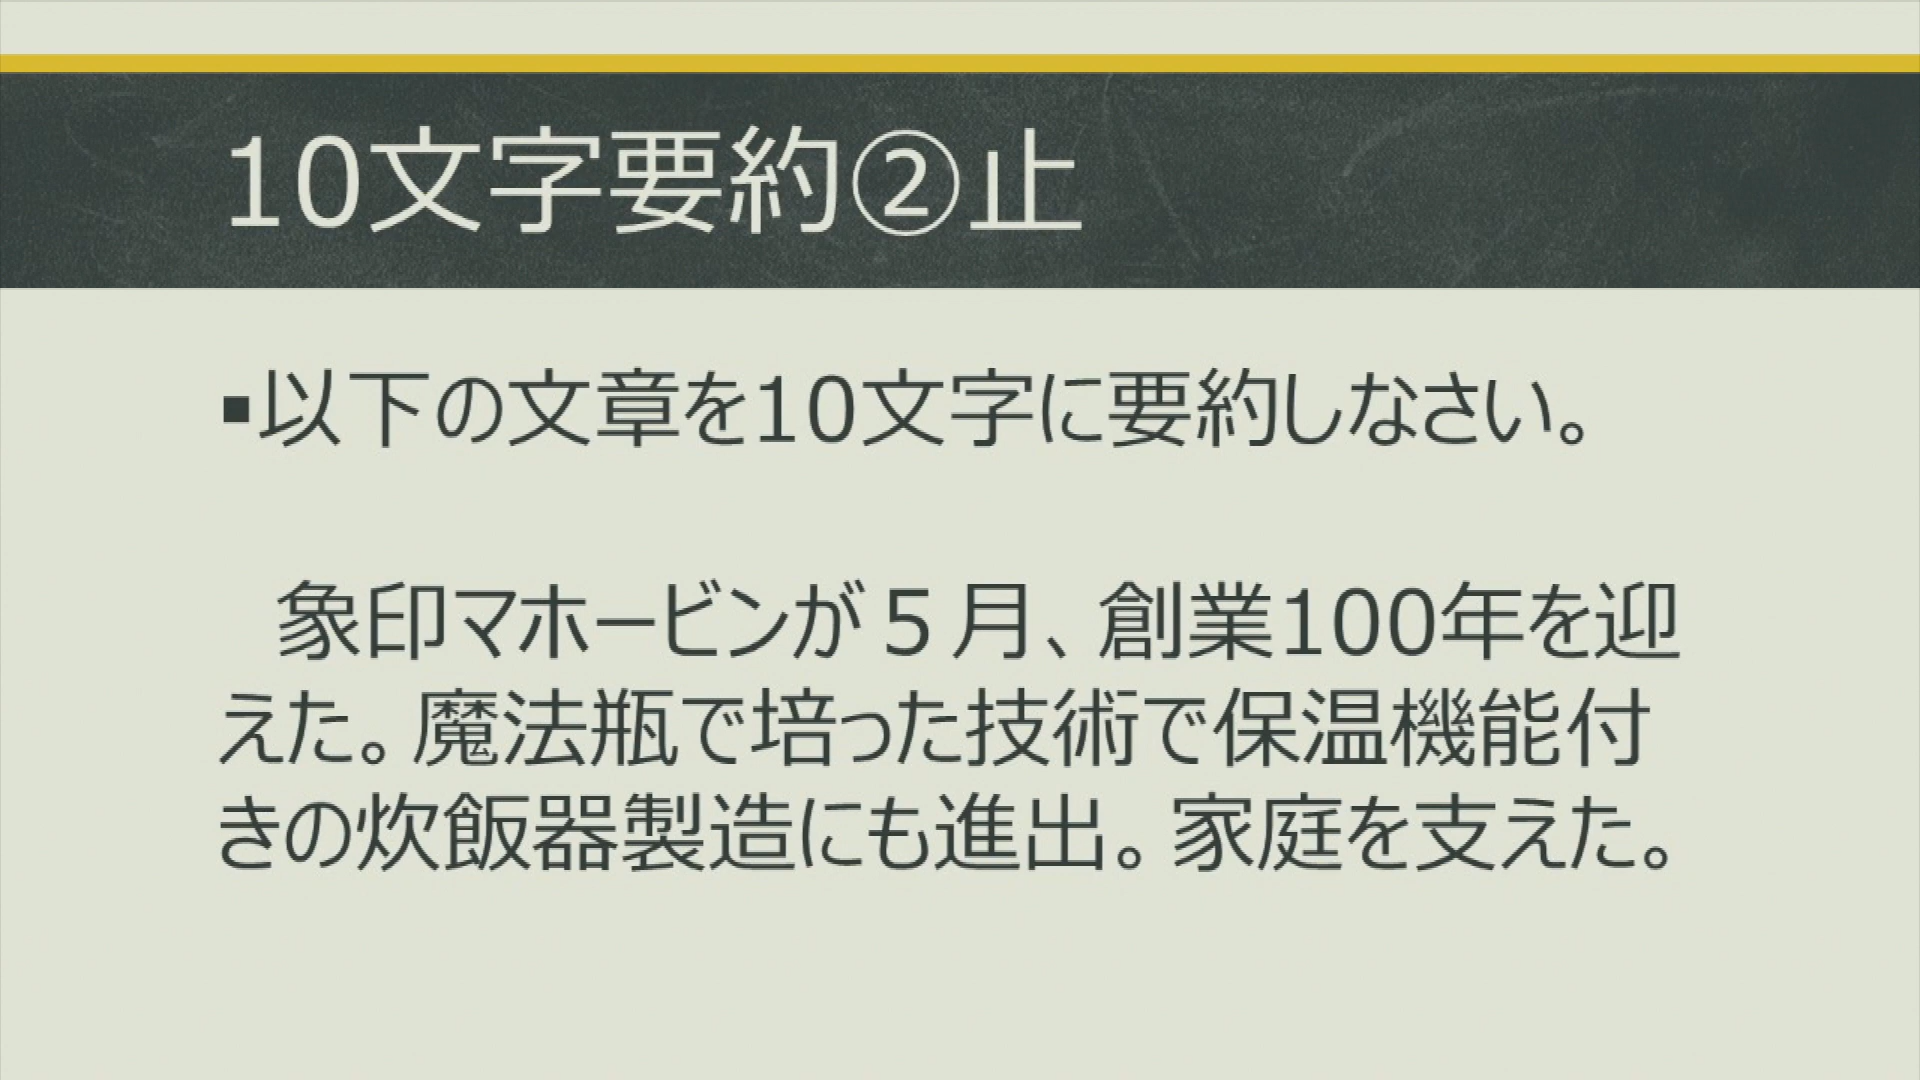 10文字要約②止
▪以下の文章を10文字に要約しなさい。
　象印マホービンが５月、創業100年を迎
えた。魔法瓶で培った技術で保温機能付
きの炊飯器製造にも進出。家庭を支えた。